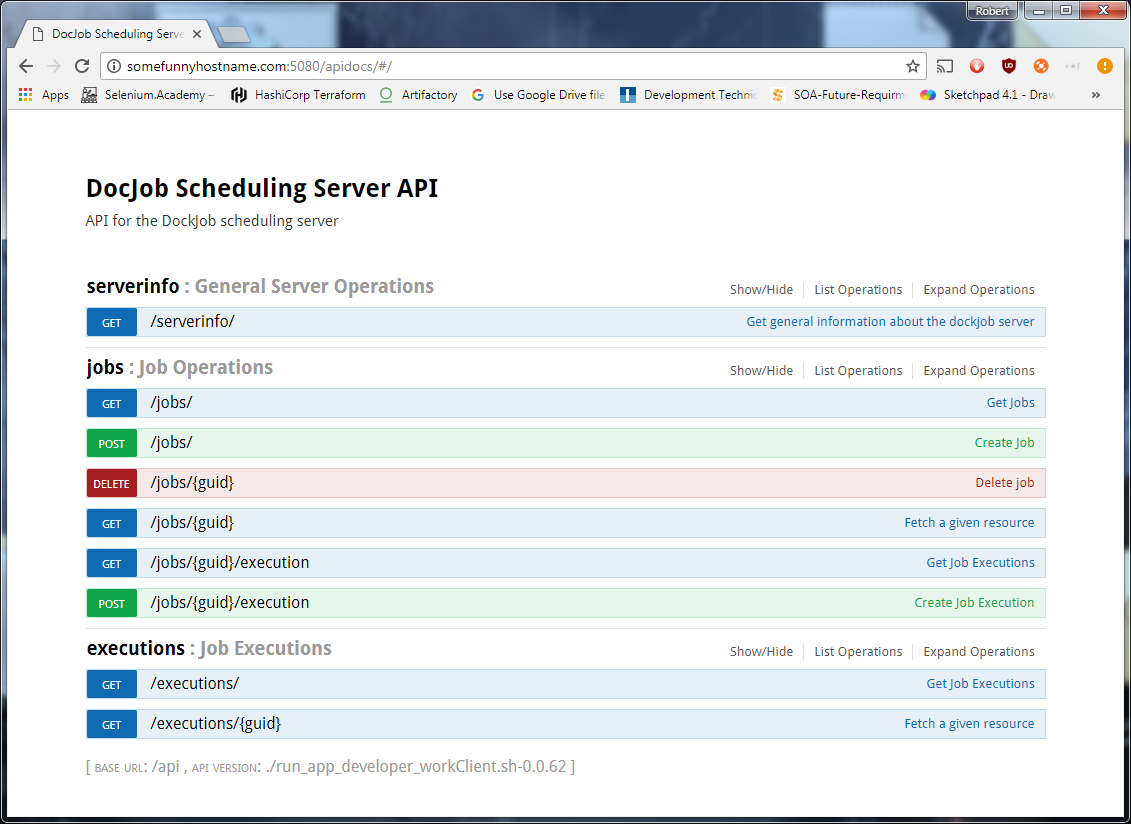 Robert
DocJob Scheduling Serve
somefunnyhostname.com:5080/apidocs/#/
Apps Selenium.Academy – HashiCorp Terraform Artifactory Use Google Drive file Development Technic SOA-Future-Requirm Sketchpad 4.1 - Draw »
DocJob Scheduling Server API
API for the DockJob scheduling server
serverinfo : General Server Operations Show/Hide List Operations Expand Operations
GET /serverinfo/ Get general information about the dockjob server
jobs : Job Operations Show/Hide List Operations Expand Operations
GET /jobs/ Get Jobs
POST /jobs/ Create Job
DELETE /jobs/{guid} Delete job
GET /jobs/{guid} Fetch a given resource
GET /jobs/{guid}/execution Get Job Executions
POST /jobs/{guid}/execution Create Job Execution
executions : Job Executions Show/Hide List Operations Expand Operations
GET /executions/ Get Job Executions
GET /executions/{guid} Fetch a given resource
[ BASE URL: /api , API VERSION: ./run_app_developer_workClient.sh-0.0.62 ]